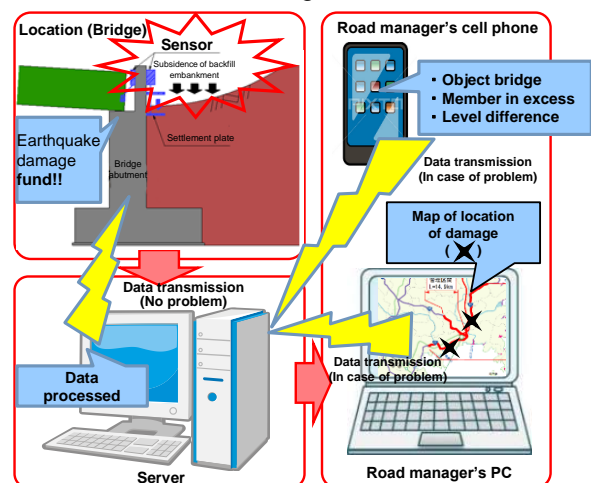 Location (Bridge)
Sensor
Subsidence of backfill
embankment
Settlement plate
Earthquake
damage
fund!!
Bridge
abutment
Road manager's cell phone
・Object bridge
・Member in excess
・Level difference
Data transmission
(In case of problem)
Map of location
of damage
( )
Data transmission
(No problem)
Data
processed
Server
Data transmission
(In case of problem)
L=14.9km
Road manager's PC